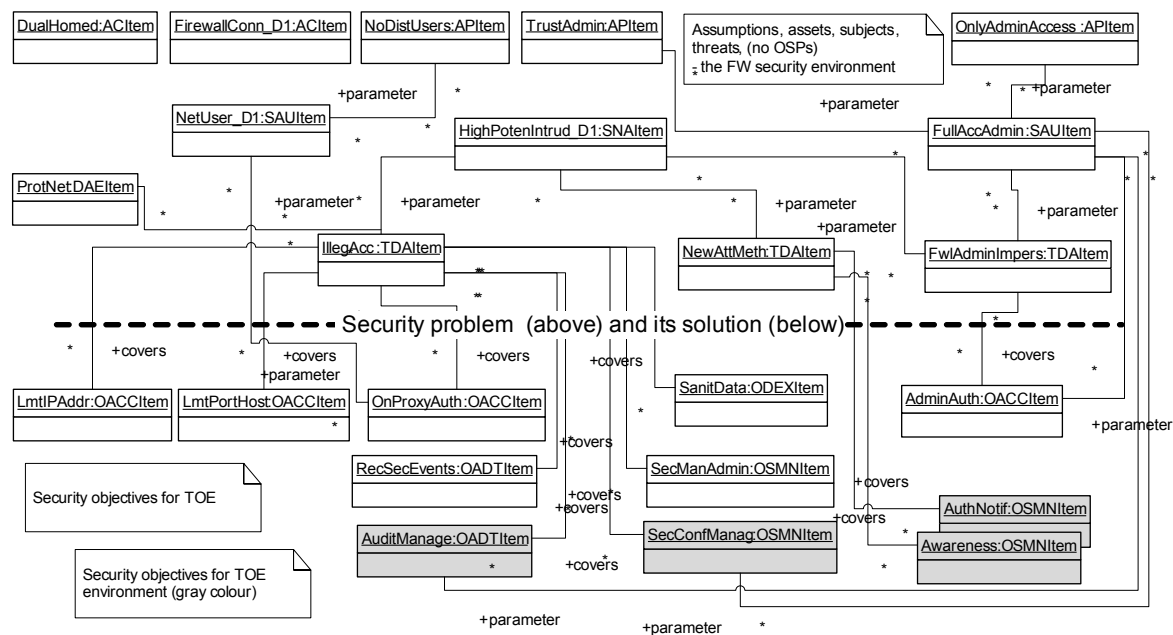 DualHomed:ACItem
FirewallConn_D1:ACItem
NoDistUsers:APItem
TrustAdmin:APItem
Assumptions, assets, subjects,
threats, (no OSPs)
- the FW security environment
*
OnlyAdminAccess :APItem
+parameter
*
+parameter
*
*
+parameter
NetUser_D1:SAUItem
*
*
HighPotenIntrud_D1:SNAItem
FullAccAdmin:SAUItem
*
*
*
ProtNet:DAEItem
*
*
*
*
*
*
*
+parameter
*
+parameter
*
*
+parameter
*
*
*
+parameter
*
IllegAcc:TDAItem
NewAttMeth:TDAItem
FwlAdminImpers:TDAItem
**
*
*
**
*
*
Security problem (above) and its solution (below)
*
+covers
*
+covers
*
+covers
*
+covers
+parameter
LmtIPAddr:OACCItem
LmtPortHost:OACCItem
*
OnProxyAuth:OACCItem
SanitData:ODEXItem
*
AdminAuth:OACCItem
*
+parameter
*
+covers
RecSecEvents:OADTItem
SecManAdmin:OSMNItem
+covers
Security objectives for TOE
+covers
*
+covers
AuthNotif:OSMNItem
+covers
*
AuditManage:OADTItem
SecConfManag:OSMNItem
Awareness:OSMNItem
*
+covers
*
*
Security objectives for TOE
environment (gray colour)
+parameter
+parameter
*